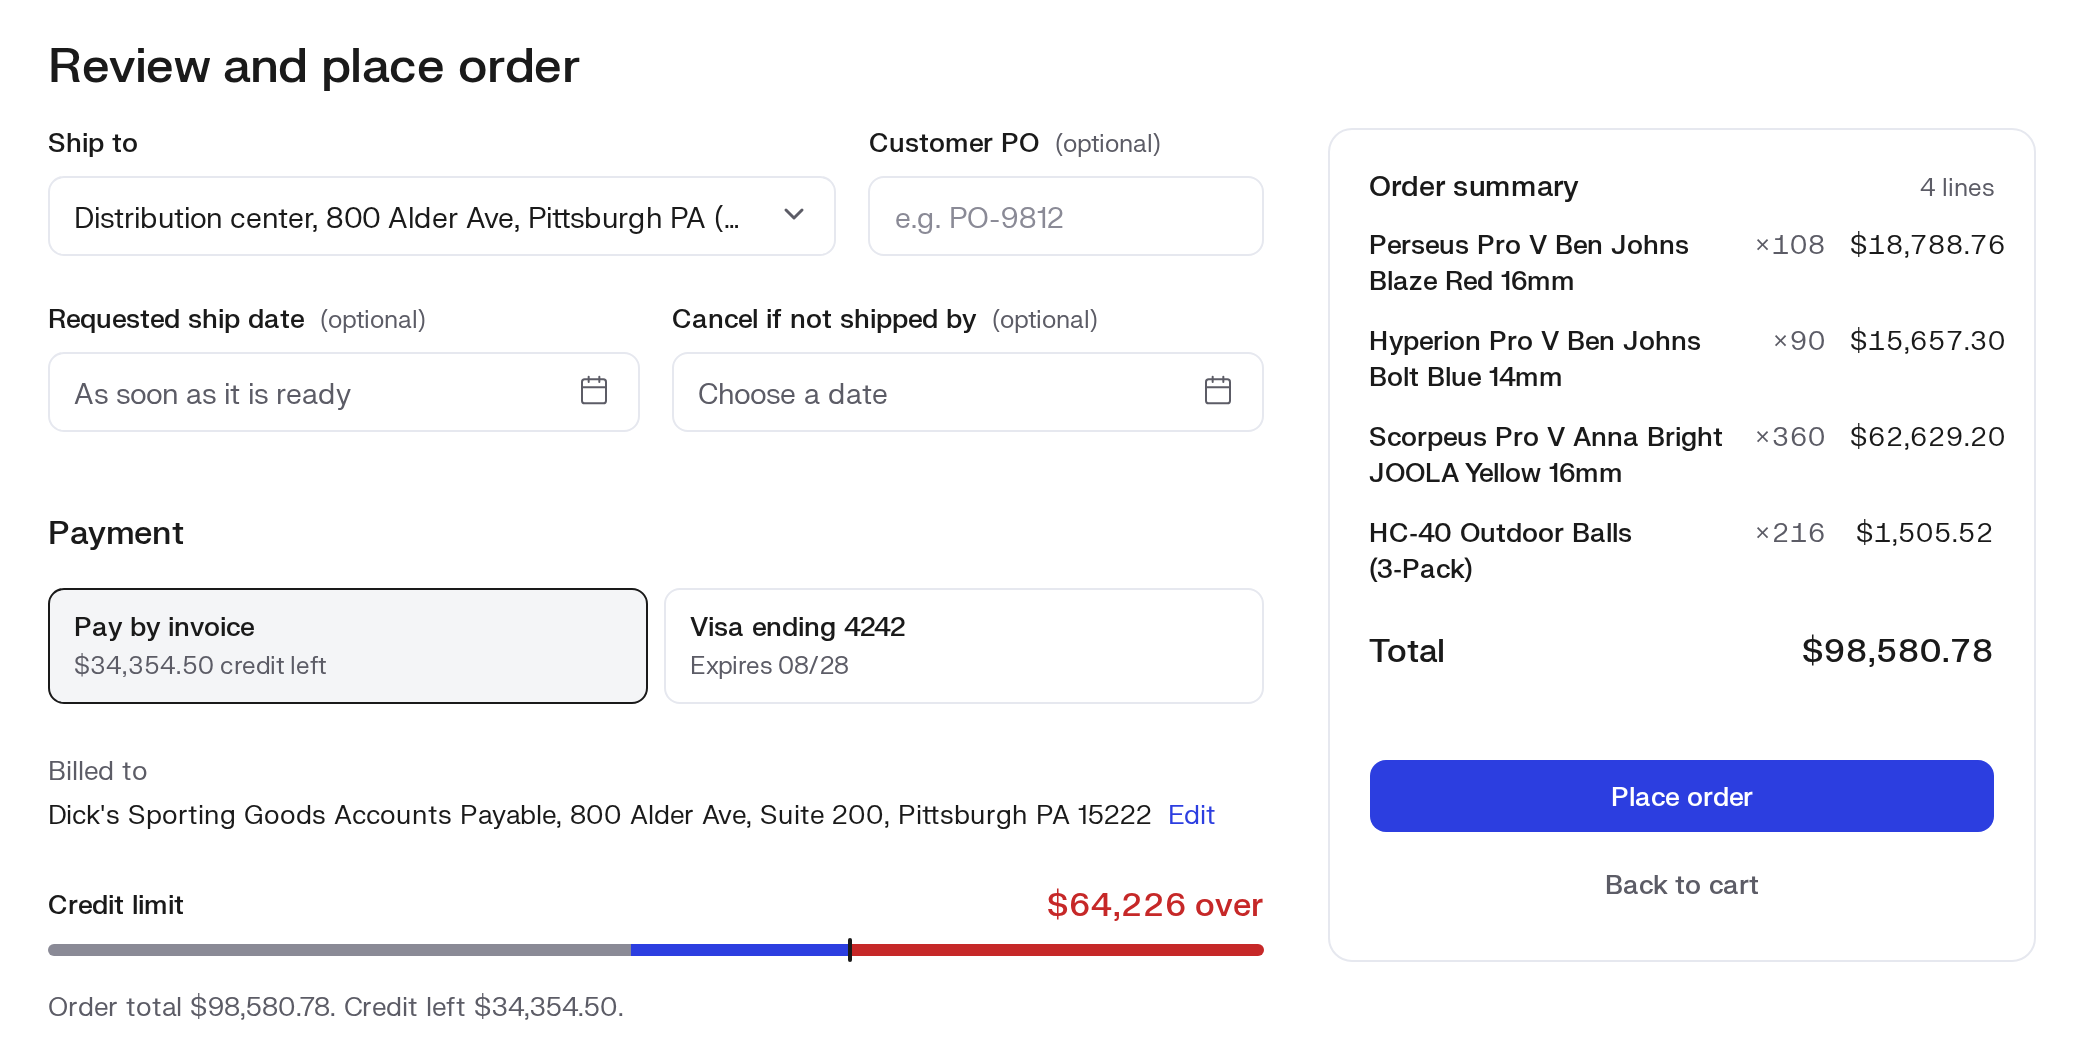 Review and place order
Ship to
Distribution center, 800 Alder Ave, Pittsburgh PA (...
Customer PO (optional)
e.g. PO-9812
Requested ship date (optional)
As soon as it is ready
Cancel if not shipped by (optional)
Choose a date
Payment
Pay by invoice
$34,354.50 credit left
Visa ending 4242
Expires 08/28
Billed to
Dick's Sporting Goods Accounts Payable, 800 Alder Ave, Suite 200, Pittsburgh PA 15222 Edit
Credit limit
$64,226 over
Order total $98,580.78. Credit left $34,354.50.
Order summary
4 lines
Perseus Pro V Ben Johns ×108 $18,788.76
Blaze Red 16mm
Hyperion Pro V Ben Johns ×90 $15,657.30
Bolt Blue 14mm
Scorpeus Pro V Anna Bright ×360 $62,629.20
JOOLA Yellow 16mm
HC-40 Outdoor Balls ×216 $1,505.52
(3-Pack)
Total $98,580.78
Place order
Back to cart